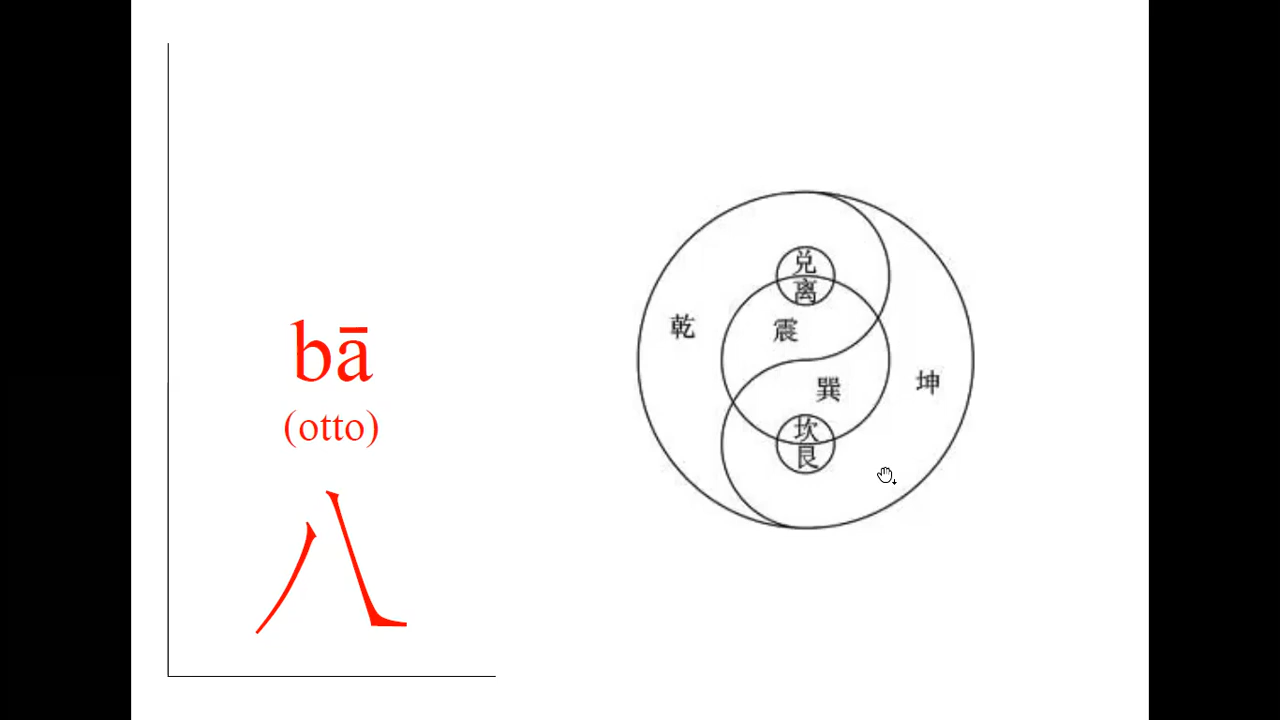 bā
(otto)
八
兑
离
乾
震
巽
坤
坎
艮